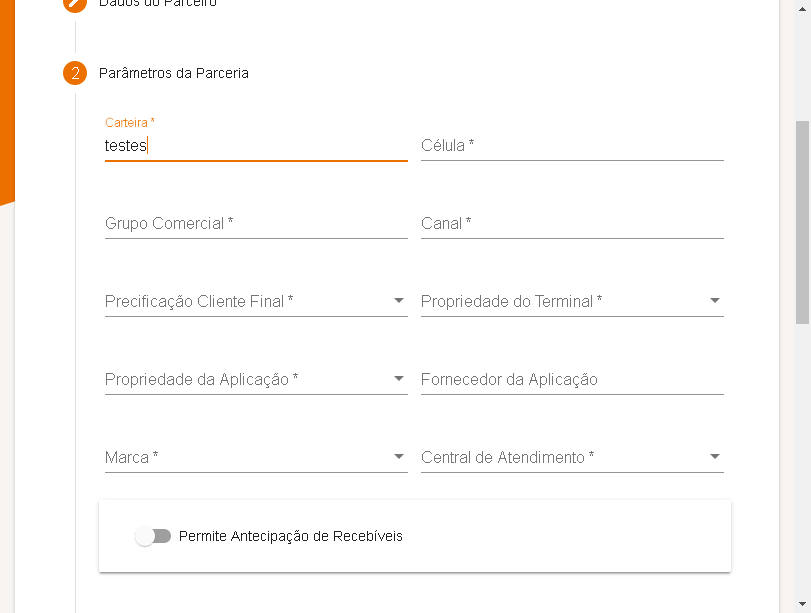 Dados do Parceiro
2 Parâmetros da Parceria
Carteira *
testes
Célula *
Grupo Comercial *
Canal *
Precificação Cliente Final *
Propriedade do Terminal *
Propriedade da Aplicação *
Fornecedor da Aplicação
Marca *
Central de Atendimento *
Permite Antecipação de Recebíveis